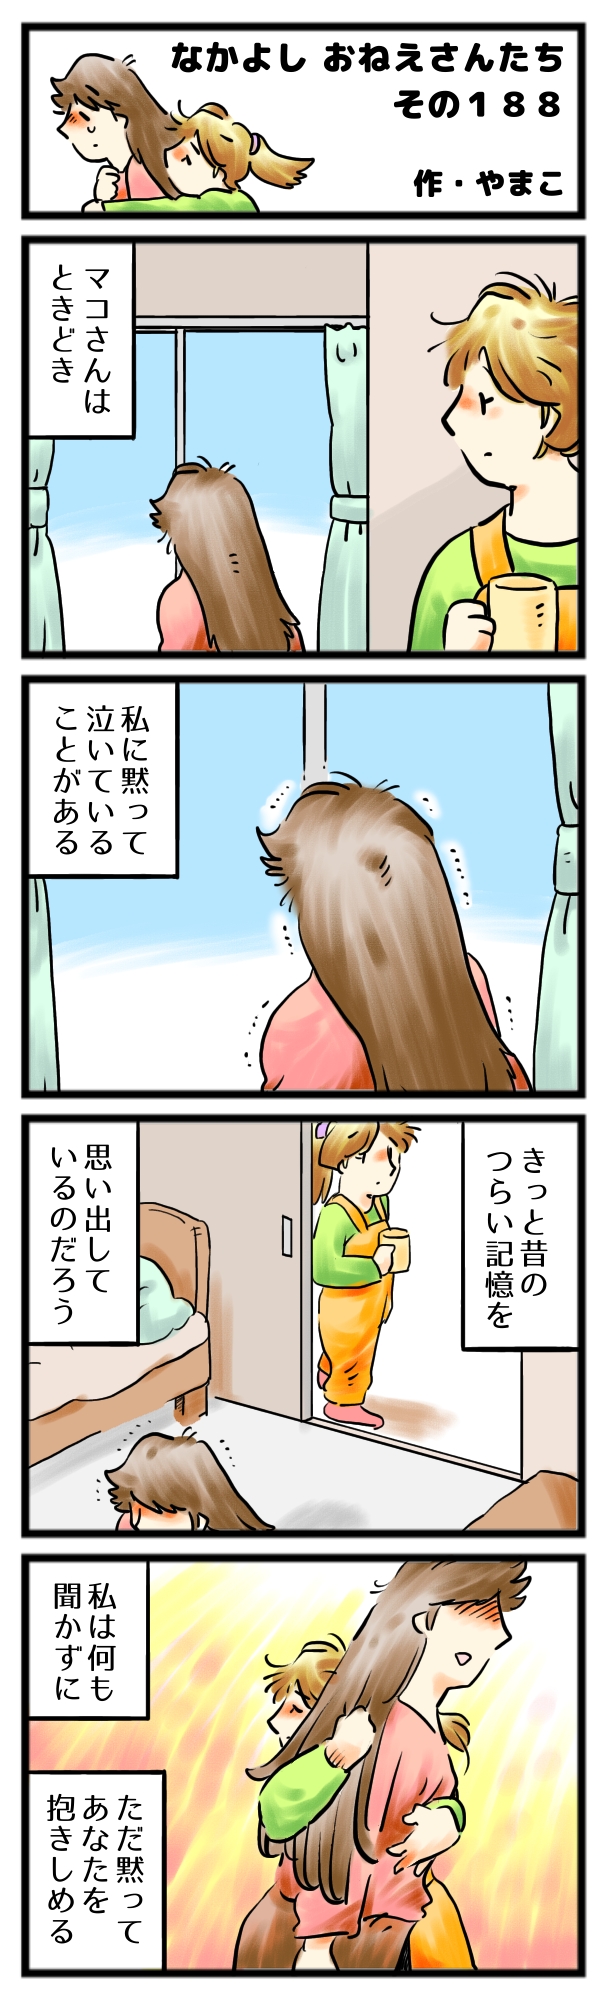 なかよし おねえさんたち
その１８８
作・やまこ
マコさんは
ときどき
私に黙って
泣いている
ことがある
きっと昔の
つらい記憶を
思い出して
いるのだろう
私は何も
聞かずに
ただ黙って
あなたを
抱きしめる